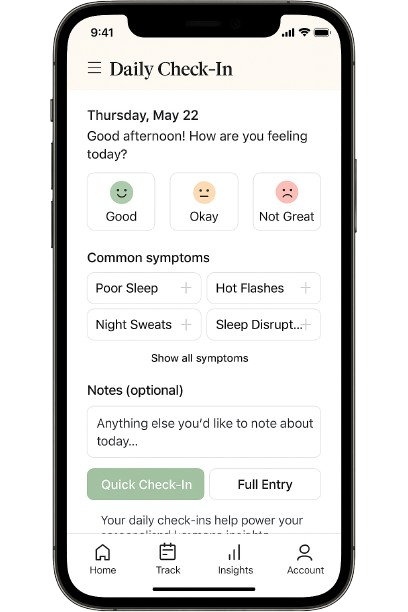 9:41
Daily Check-In
Thursday, May 22
Good afternoon! How are you feeling
today?
Good
Okay
Not Great
Common symptoms
Poor Sleep
Hot Flashes
Night Sweats
Sleep Disrupt...
Show all symptoms
Notes (optional)
Anything else you'd like to note about
today...
Quick Check-In
Full Entry
Your daily check-ins help power your
Home
Track
Insights
Account